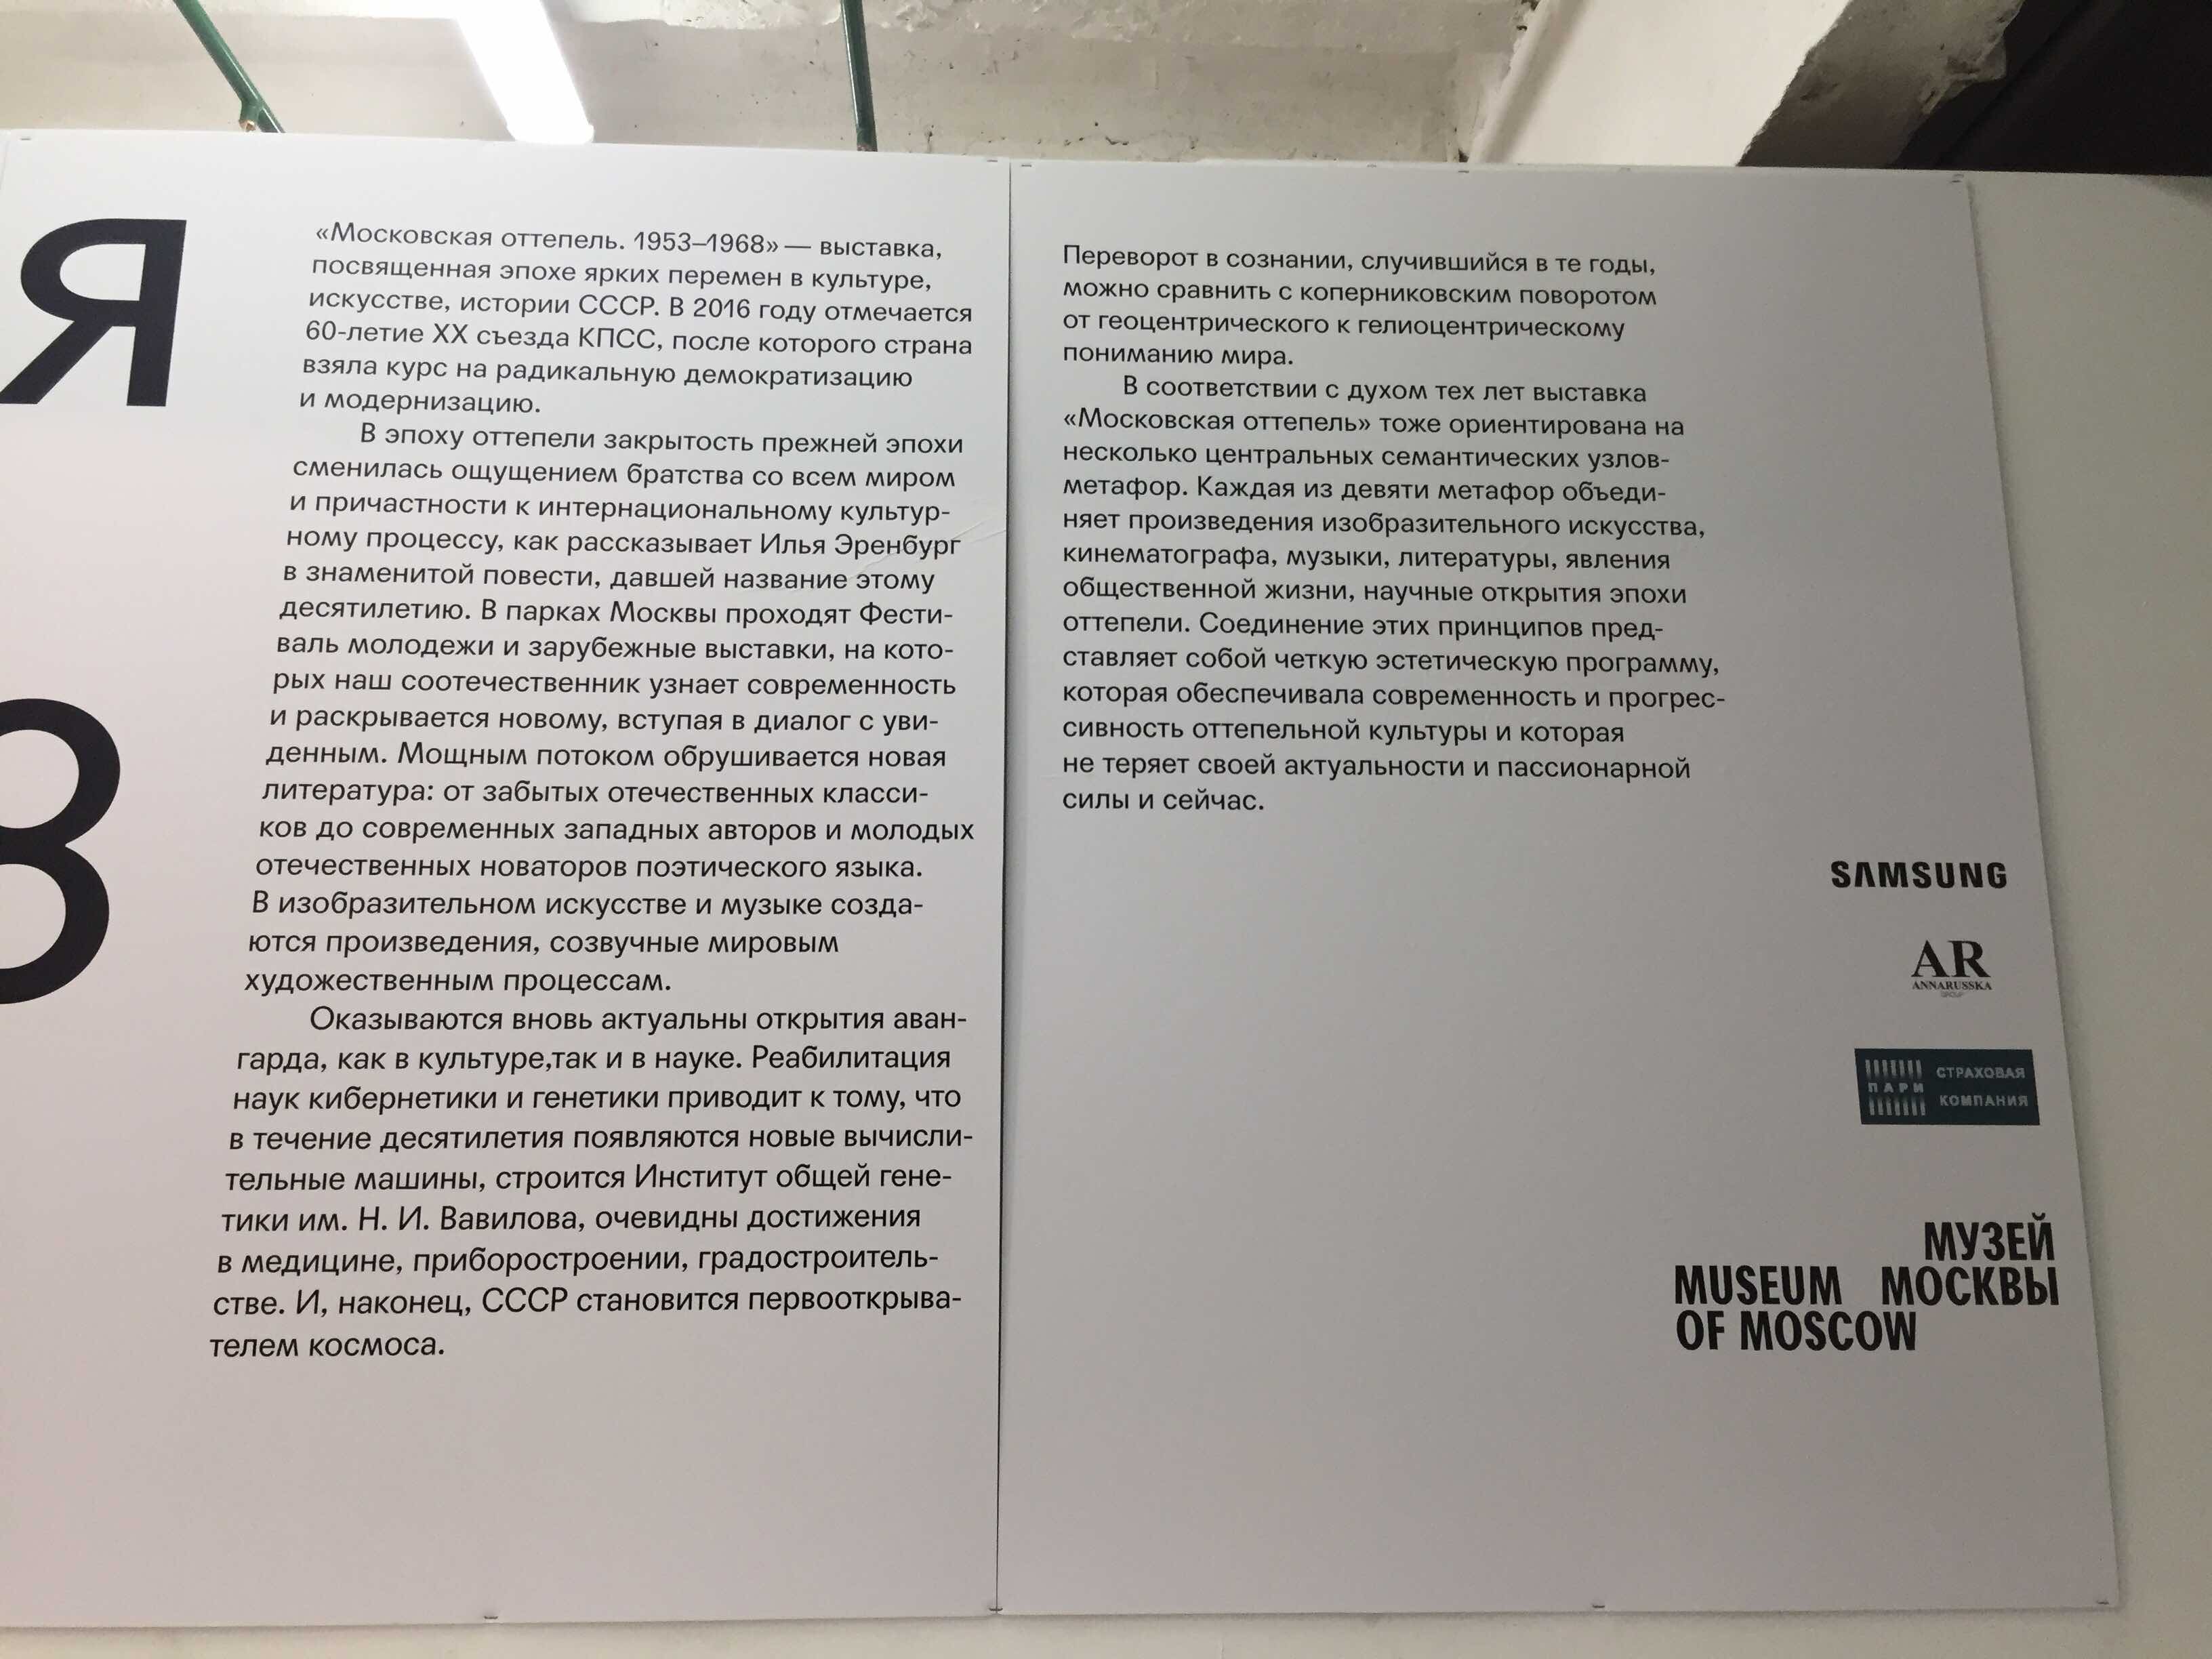 Я
8
«Московская оттепель. 1953–1968» — выставка,
посвященная эпохе ярких перемен в культуре,
искусстве, истории СССР. В 2016 году отмечается
60-летие XX съезда КПСС, после которого страна
взяла курс на радикальную демократизацию
и модернизацию.
В эпоху оттепели закрытость прежней эпохи
сменилась ощущением братства со всем миром
и причастности к интернациональному культур-
ному процессу, как рассказывает Илья Эренбург
в знаменитой повести, давшей название этому
десятилетию. В парках Москвы проходят Фести-
валь молодежи и зарубежные выставки, на кото-
рых наш соотечественник узнает современность
и раскрывается новому, вступая в диалог с уви-
денным. Мощным потоком обрушивается новая
литература: от забытых отечественных класси-
ков до современных западных авторов и молодых
отечественных новаторов поэтического языка.
В изобразительном искусстве и музыке созда-
ются произведения, созвучные мировым
художественным процессам.
Оказываются вновь актуальны открытия аван-
гарда, как в культуре,так и в науке. Реабилитация
наук кибернетики и генетики приводит к тому, что
в течение десятилетия появляются новые вычисли-
тельные машины, строится Институт общей гене-
тики им. Н. И. Вавилова, очевидны достижения
в медицине, приборостроении, градостроитель-
стве. И, наконец, СССР становится первооткрыва-
телем космоса.
Переворот в сознании, случившийся в те годы,
можно сравнить с коперниковским поворотом
от геоцентрического к гелиоцентрическому
пониманию мира.
В соответствии с духом тех лет выставка
«Московская оттепель» тоже ориентирована на
несколько центральных семантических узлов-
метафор. Каждая из девяти метафор объеди-
няет произведения изобразительного искусства,
кинематографа, музыки, литературы, явления
общественной жизни, научные открытия эпохи
оттепели. Соединение этих принципов пред-
ставляет собой четкую эстетическую программу,
которая обеспечивала современность и прогрес-
сивность оттепельной культуры и которая
не теряет своей актуальности и пассионарной
силы и сейчас.
SAMSUNG
AR
ANNARUSSKA
GROUP
ПАРИ
СТРАХОВАЯ
КОМПАНИЯ
МУЗЕЙ
MUSEUM МОСКВЫ
OF MOSCOW